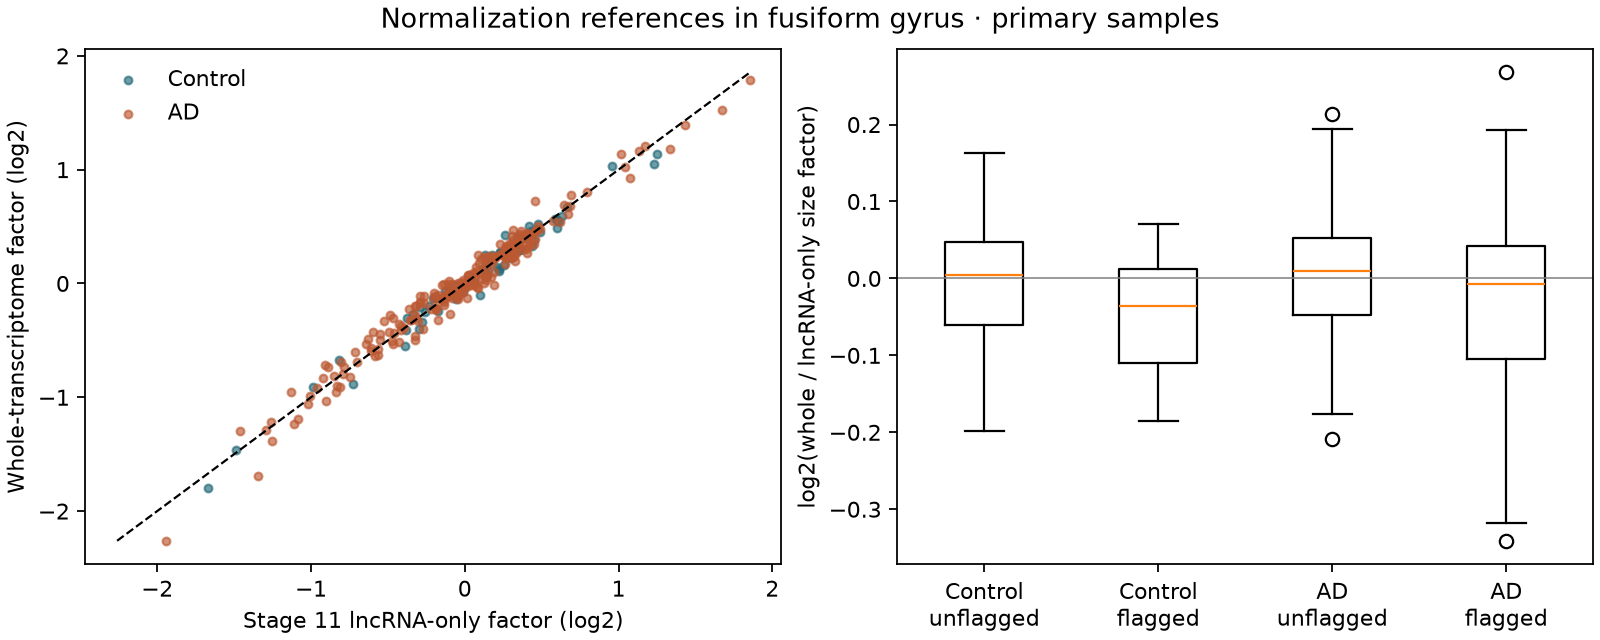 Normalization references in fusiform gyrus · primary samples
Whole-transcriptome factor (log2)
2
1
0
−1
−2
Control
AD
−2
−1
0
1
2
Stage 11 lncRNA-only factor (log2)
log2(whole / lncRNA-only size factor)
0.2
0.1
0.0
−0.1
−0.2
−0.3
Control
unflagged
Control
flagged
AD
unflagged
AD
flagged